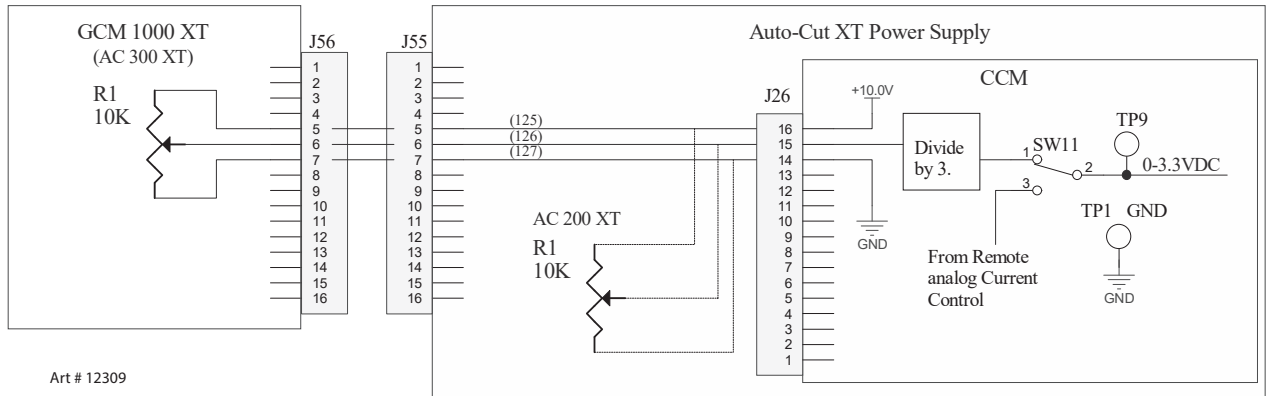 GCM 1000 XT
(AC 300 XT)
R1
10K
J56
1
2
3
4
5
6
7
8
9
10
11
12
13
14
15
16
J55
1
2
3
4
5
6
7
8
9
10
11
12
13
14
15
16
Auto-Cut XT Power Supply
(125)
(126)
(127)
AC 200 XT
R1
10K
J26
16
15
14
13
12
11
10
9
8
7
6
5
4
3
2
1
CCM
+10.0V
GND
Divide
by 3.
SW11
1
2
3
TP9
0-3.3VDC
TP1 GND
GND
From Remote
analog Current
Control
Art # 12309